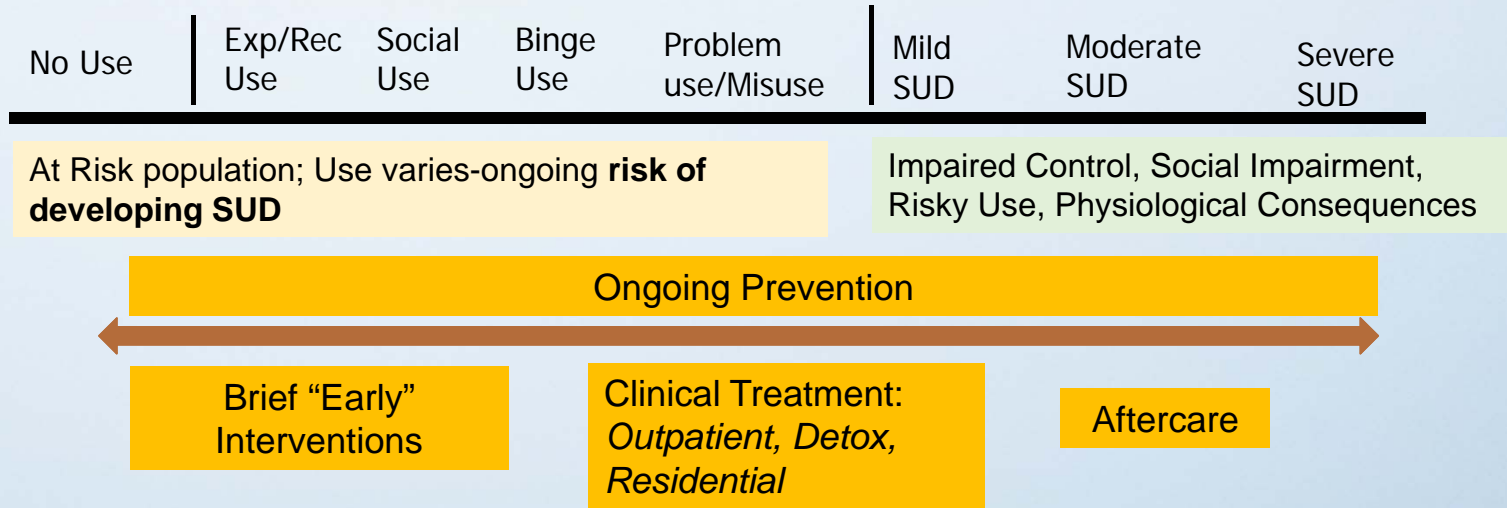 No Use
Exp/Rec
Use
Social
Use
Binge
Use
Problem
use/Misuse
Mild
SUD
Moderate
SUD
Severe
SUD
At Risk population; Use varies-ongoing risk of
developing SUD
Impaired Control, Social Impairment,
Risky Use, Physiological Consequences
Ongoing Prevention
Brief “Early”
Interventions
Clinical Treatment:
Outpatient, Detox,
Residential
Aftercare